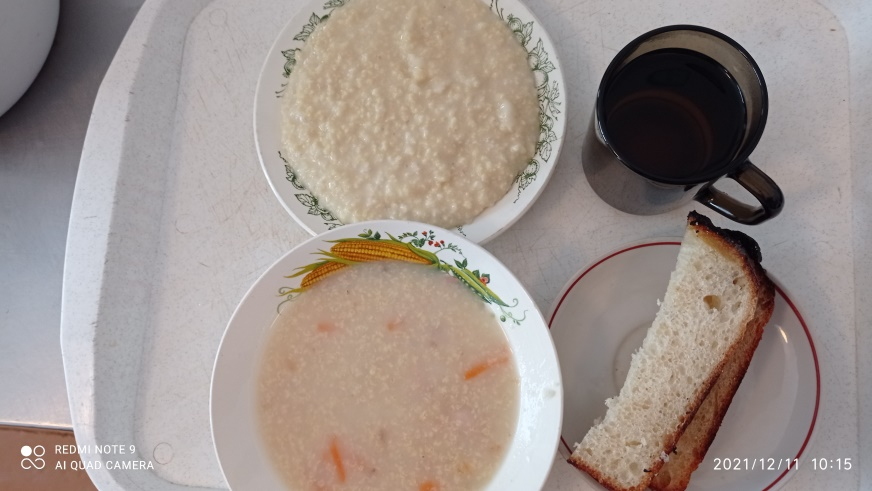 REDMI NOTE 9
AI QUAD CAMERA
2021/12/11 10:15